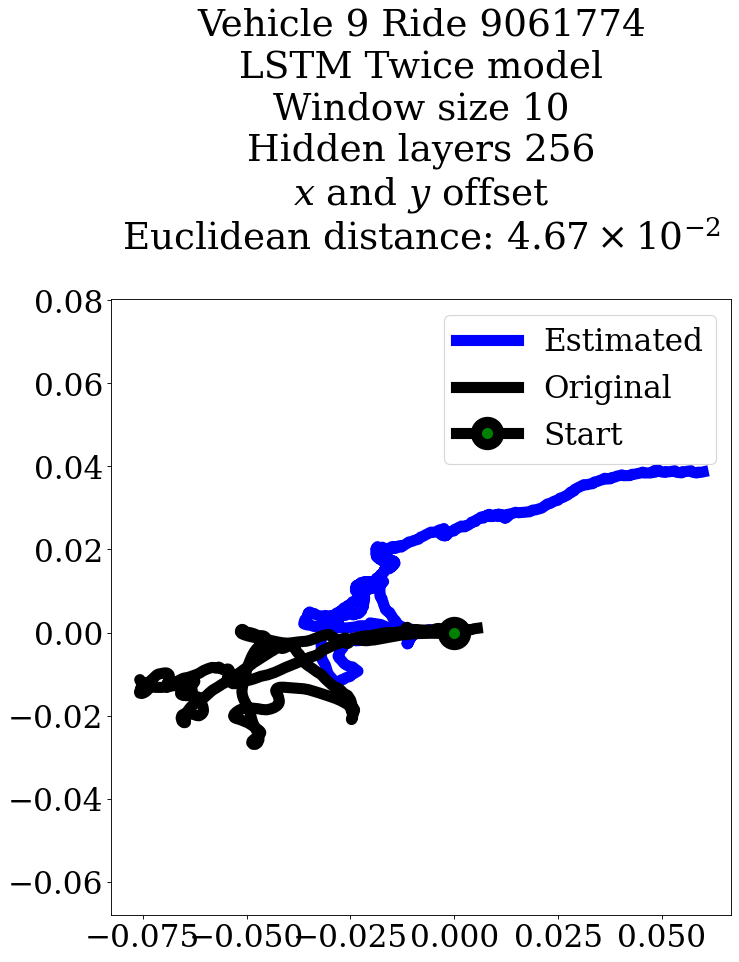 Vehicle 9 Ride 9061774
LSTM Twice model
Window size 10
Hidden layers 256
x and y offset
Euclidean distance: 4.67 × 10⁻²
0.08
0.06
0.04
0.02
0.00
−0.02
−0.04
−0.06
Estimated
Original
Start
−0.075 −0.050 −0.025 0.000 0.025 0.050